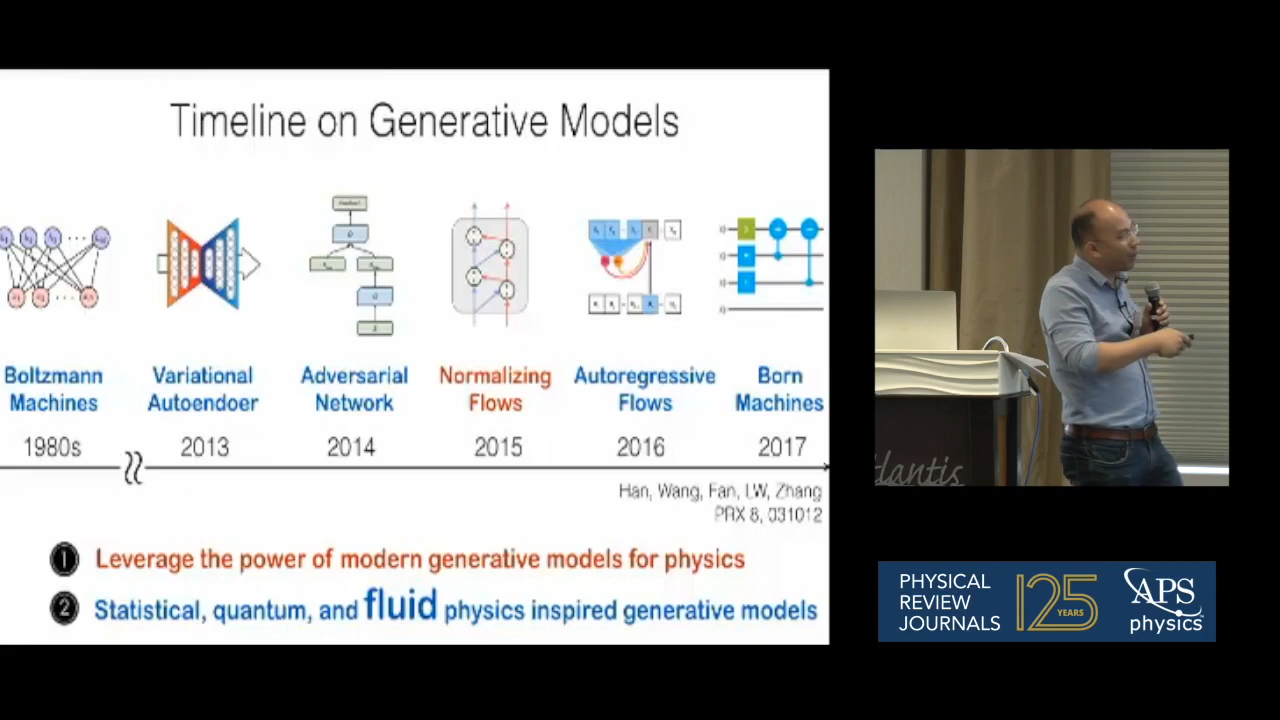 Timeline on Generative Models
Boltzmann Machines
Variational Autoendoer
Adversarial Network
Normalizing Flows
Autoregressive Flows
Born Machines
1980s
2013
2014
2015
2016
2017
Han, Wang, Fan, LW, Zhang
PRX 8, 031012
1 Leverage the power of modern generative models for physics
2 Statistical, quantum, and fluid physics inspired generative models
lantis
PHYSICAL
REVIEW
JOURNALS
125
YEARS
APS
physics